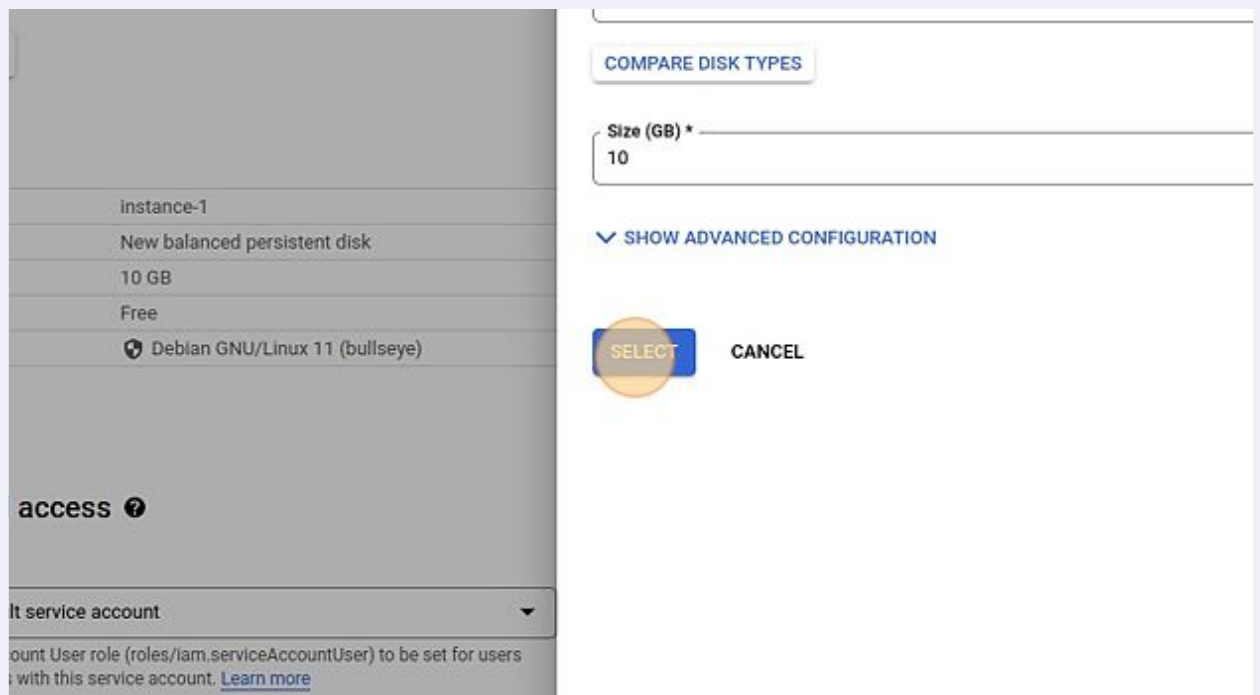 instance-1
New balanced persistent disk
10 GB
Free
Debian GNU/Linux 11 (bullseye)
access
lt service account
ount User role (roles/iam.serviceAccountUser) to be set for users
with this service account. Learn more
COMPARE DISK TYPES
Size (GB) *
10
SHOW ADVANCED CONFIGURATION
SELECT CANCEL